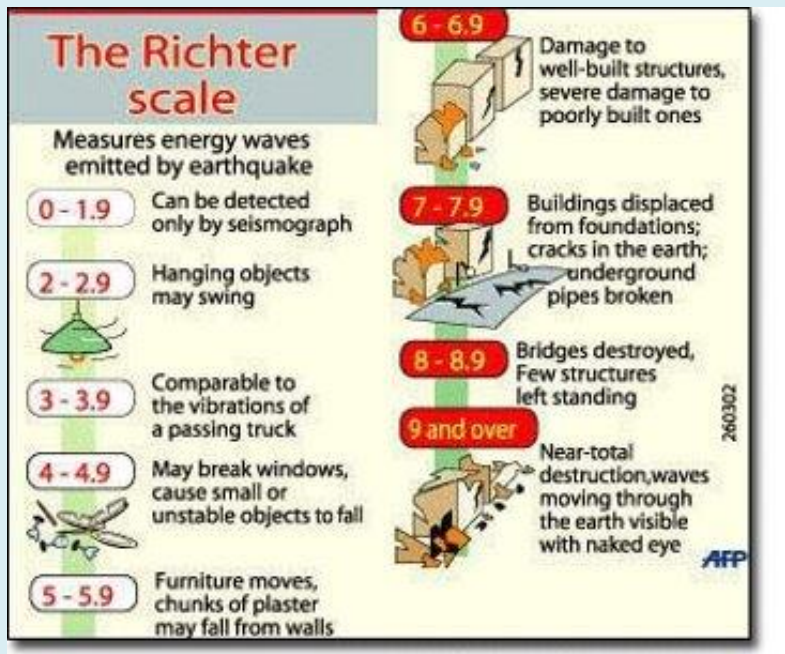 The Richter
scale
Measures energy waves
emitted by earthquake
0 - 1.9
Can be detected
only by seismograph
2 - 2.9
Hanging objects
may swing
3 - 3.9
Comparable to
the vibrations of
a passing truck
4 - 4.9
May break windows,
cause small or
unstable objects to fall
5 - 5.9
Furniture moves,
chunks of plaster
may fall from walls
6 - 6.9
Damage to
well-built structures,
severe damage to
poorly built ones
7 - 7.9
Buildings displaced
from foundations;
cracks in the earth;
underground
pipes broken
8 - 8.9
Bridges destroyed,
Few structures
left standing
9 and over
Near-total
destruction,waves
moving through
the earth visible
with naked eye
260302
AFP